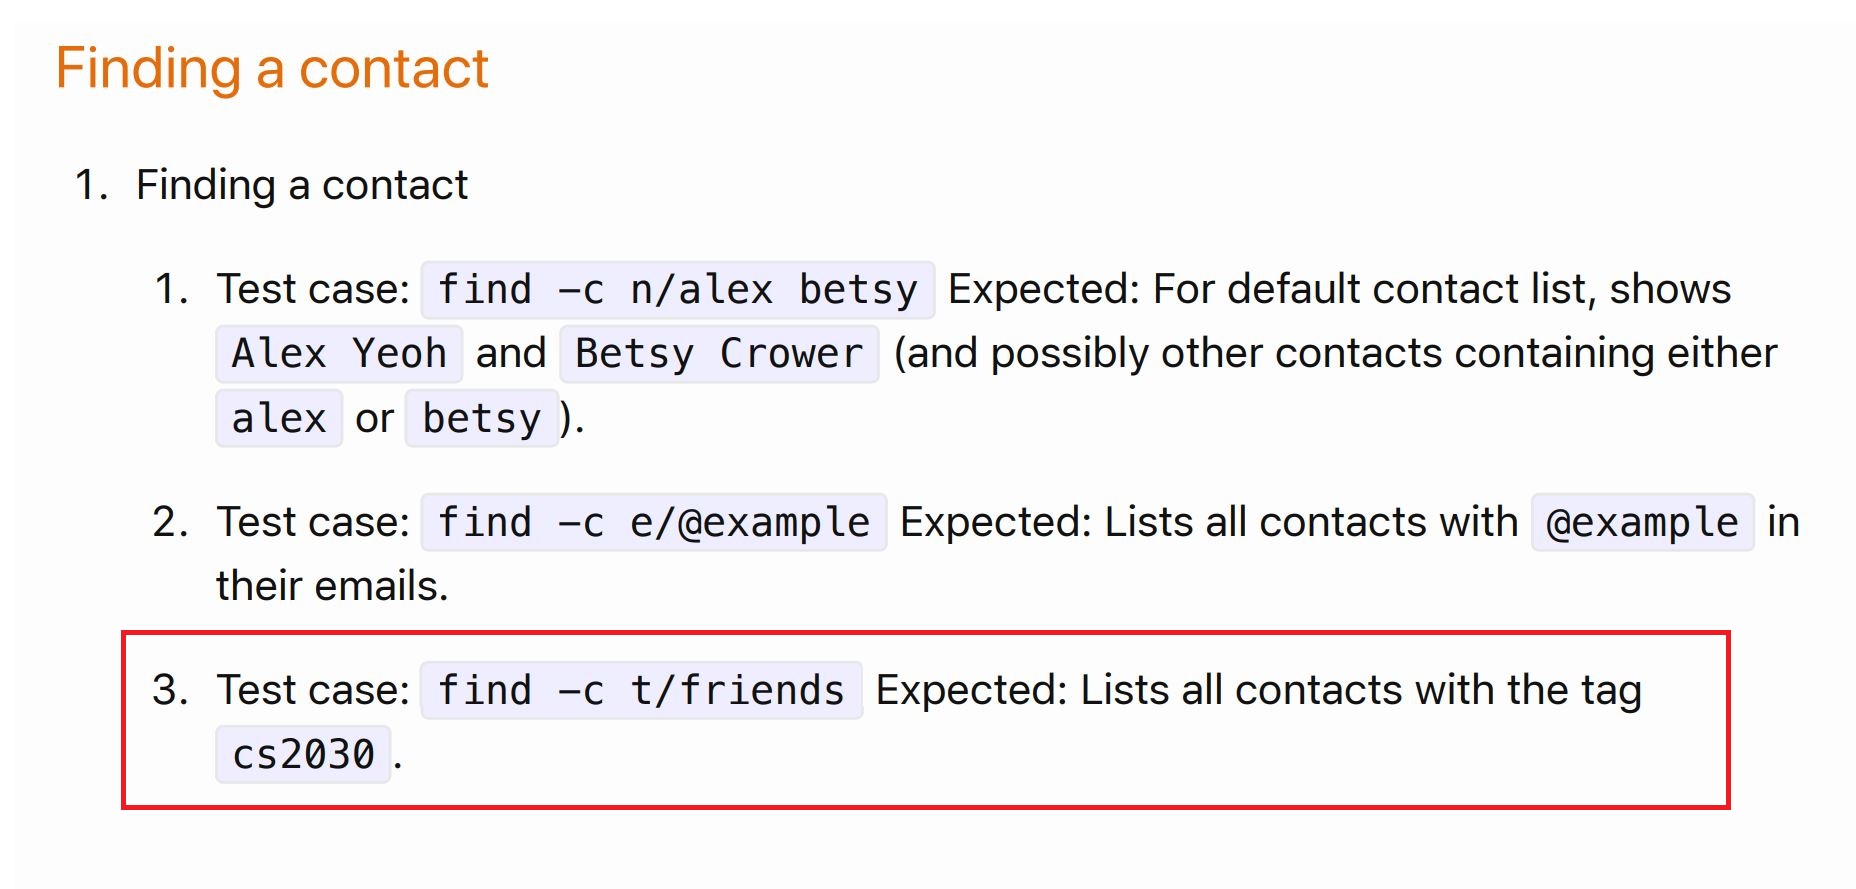 Finding a contact
1. Finding a contact
1. Test case: find -c n/alex betsy Expected: For default contact list, shows
Alex Yeoh and Betsy Crower (and possibly other contacts containing either
alex or betsy ).
2. Test case: find -c e/@example Expected: Lists all contacts with @example in
their emails.
3. Test case: find -c t/friends Expected: Lists all contacts with the tag
cs2030 .